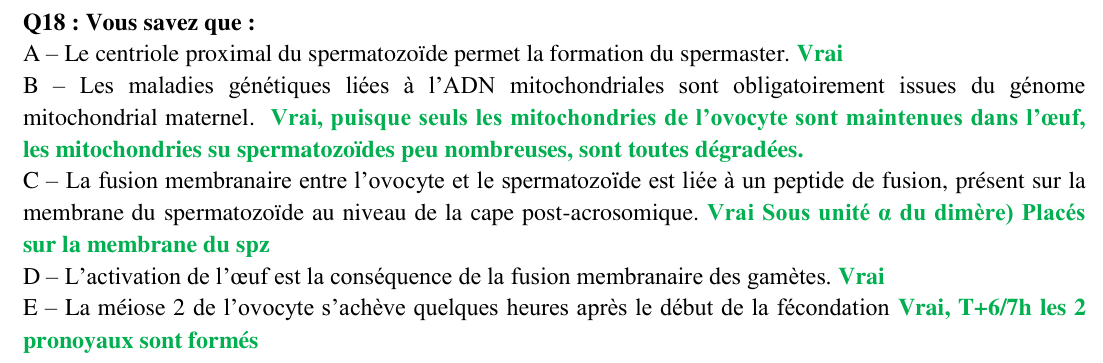 Q18 : Vous savez que :
A – Le centriole proximal du spermatozoïde permet la formation du spermaster. Vrai
B – Les maladies génétiques liées à l’ADN mitochondriales sont obligatoirement issues du génome
mitochondrial maternel. Vrai, puisque seuls les mitochondries de l’ovocyte sont maintenues dans l’œuf,
les mitochondries su spermatozoïdes peu nombreuses, sont toutes dégradées.
C – La fusion membranaire entre l’ovocyte et le spermatozoïde est liée à un peptide de fusion, présent sur la
membrane du spermatozoïde au niveau de la cape post-acrosomique. Vrai Sous unité α du dimère) Placés
sur la membrane du spz
D – L’activation de l’œuf est la conséquence de la fusion membranaire des gamètes. Vrai
E – La méiose 2 de l’ovocyte s’achève quelques heures après le début de la fécondation Vrai, T+6/7h les 2
pronoyaux sont formés